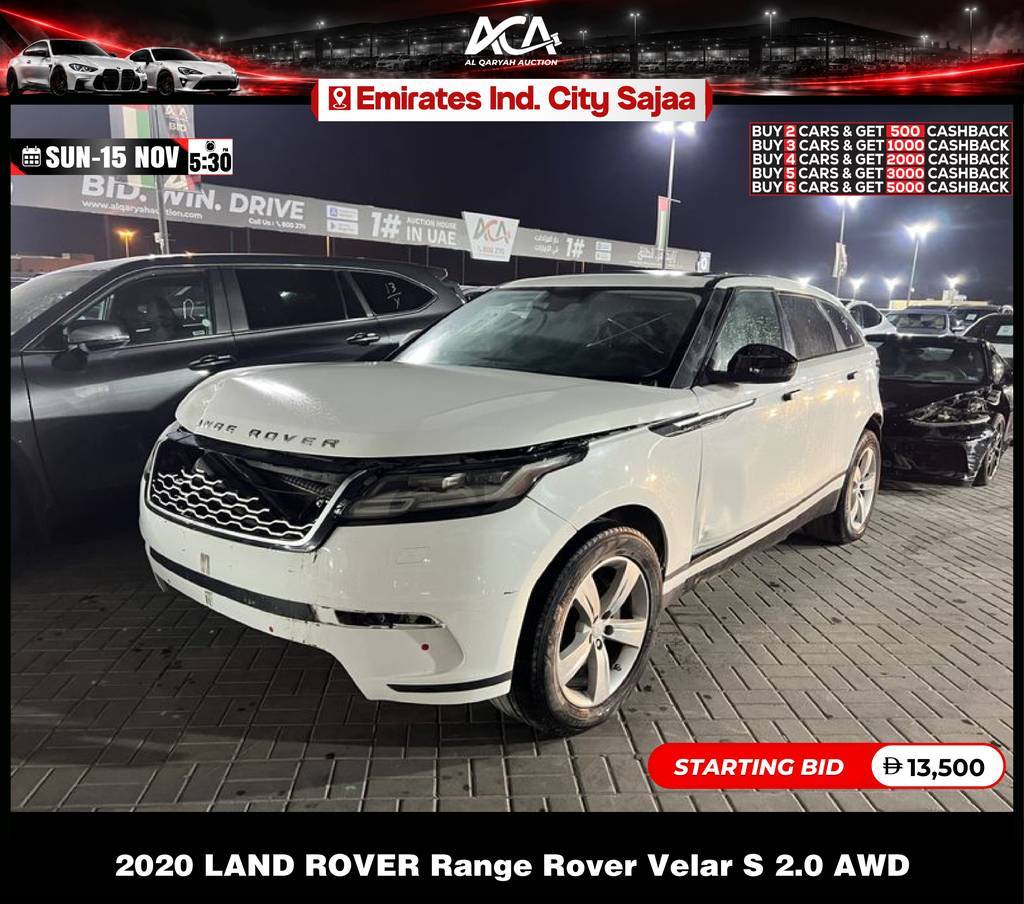 ACA
AL QARYAH AUCTION
Emirates Ind. City Sajaa
SUN-15 NOV 5:30
BUY 2 CARS & GET 500 CASHBACK
BUY 3 CARS & GET 1000 CASHBACK
BUY 4 CARS & GET 2000 CASHBACK
BUY 5 CARS & GET 3000 CASHBACK
BUY 6 CARS & GET 5000 CASHBACK
BID. WIN. DRIVE
1# AUCTION HOUSE
IN UAE
ACA
1#
ROVER
STARTING BID 13,500
2020 LAND ROVER Range Rover Velar S 2.0 AWD